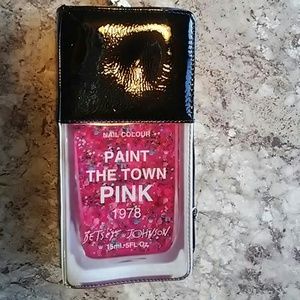 NAIL COLOUR
PAINT
THE TOWN
PINK
1978
BETSEY JOHNSON
15mL.5FL.OZ.